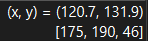 (x, y) = (120.7, 131.9)
[175, 190, 46]